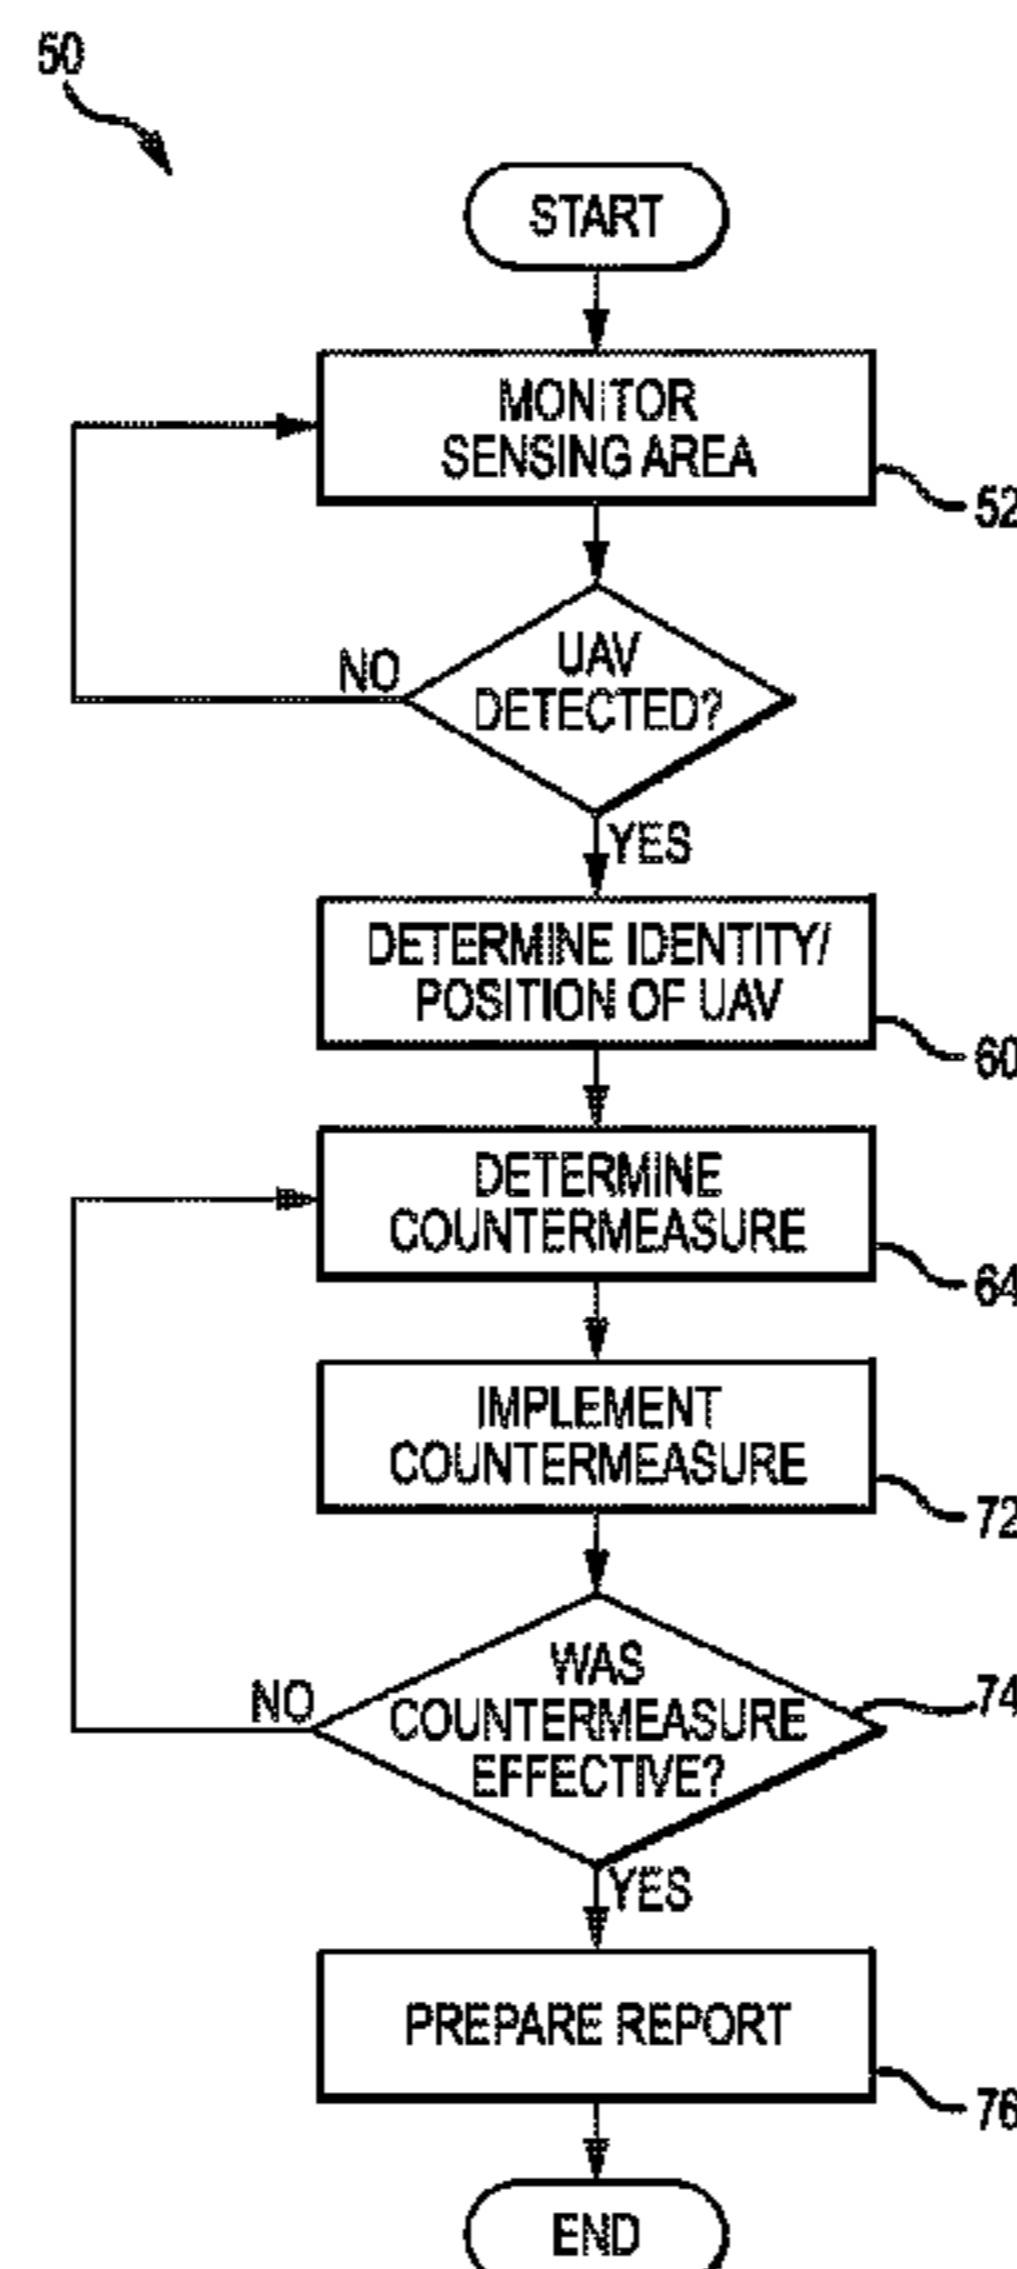 50
START
MONITOR
SENSING AREA
52
UAV
DETECTED?
NO
YES
DETERMINE IDENTITY/
POSITION OF UAV
60
DETERMINE
COUNTERMEASURE
64
IMPLEMENT
COUNTERMEASURE
72
WAS
COUNTERMEASURE
EFFECTIVE?
74
NO
YES
PREPARE REPORT
76
END